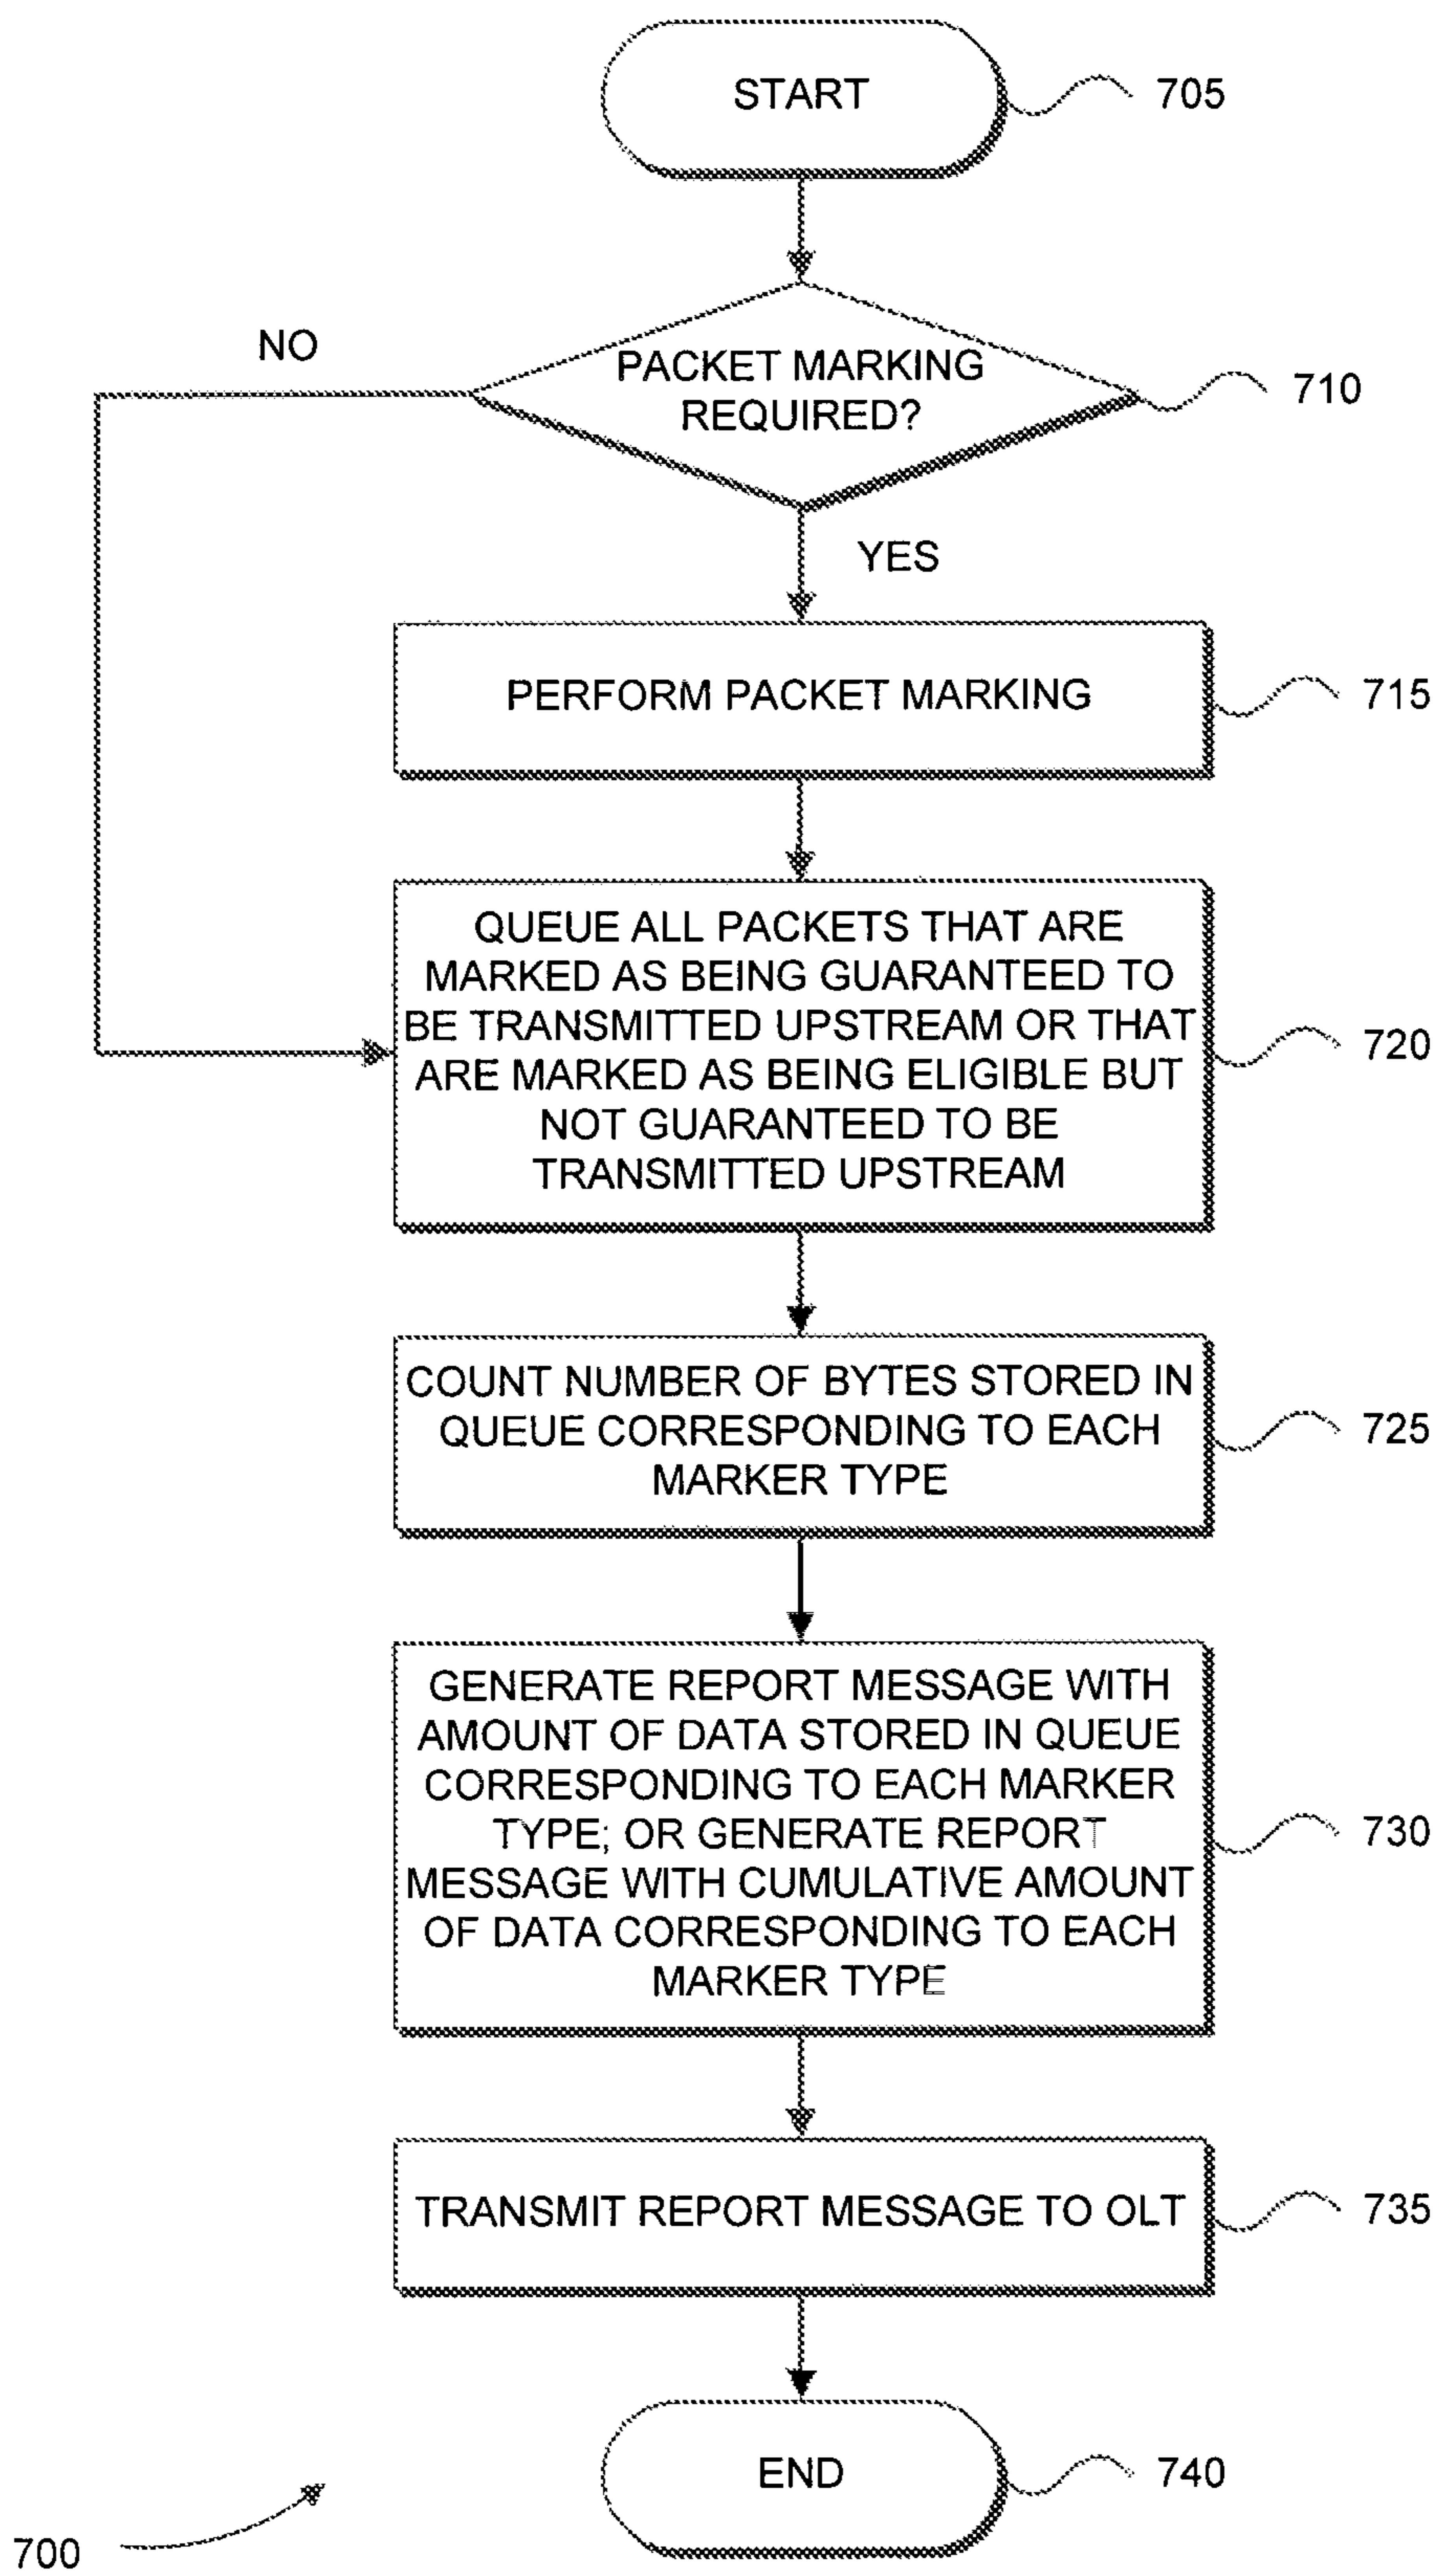 START
705
NO
PACKET MARKING
REQUIRED?
710
YES
PERFORM PACKET MARKING
715
QUEUE ALL PACKETS THAT ARE
MARKED AS BEING GUARANTEED TO
BE TRANSMITTED UPSTREAM OR THAT
ARE MARKED AS BEING ELIGIBLE BUT
NOT GUARANTEED TO BE
TRANSMITTED UPSTREAM
720
COUNT NUMBER OF BYTES STORED IN
QUEUE CORRESPONDING TO EACH
MARKER TYPE
725
GENERATE REPORT MESSAGE WITH
AMOUNT OF DATA STORED IN QUEUE
CORRESPONDING TO EACH MARKER
TYPE; OR GENERATE REPORT
MESSAGE WITH CUMULATIVE AMOUNT
OF DATA CORRESPONDING TO EACH
MARKER TYPE
730
TRANSMIT REPORT MESSAGE TO OLT
735
END
740
700